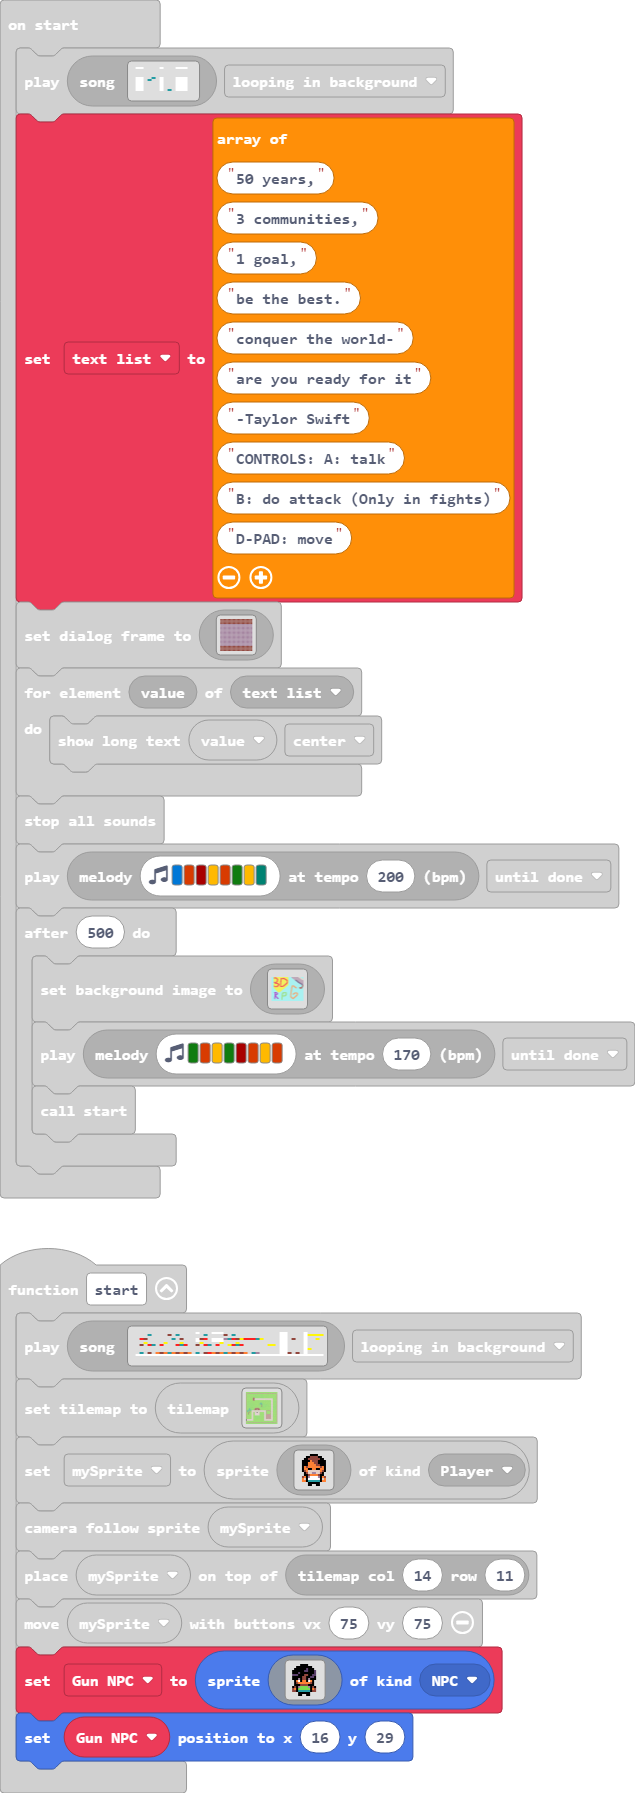 on start
play song looping in background
array of
"50 years,"
"3 communities,"
"1 goal,"
"be the best."
"conquer the world-"
set text list to
"are you ready for it"
"-Taylor Swift"
"CONTROLS: A: talk"
"B: do attack (Only in fights)"
"D-PAD: move"
set dialog frame to
for element value of text list
do
show long text value center
stop all sounds
play melody at tempo 200 (bpm) until done
after 500 do
set background image to 3D RPG
play melody at tempo 170 (bpm) until done
call start
function start
play song looping in background
set tilemap to tilemap
set mySprite to sprite of kind Player
camera follow sprite mySprite
place mySprite on top of tilemap col 14 row 11
move mySprite with buttons vx 75 vy 75
set Gun NPC to sprite of kind NPC
set Gun NPC position to x 16 y 29